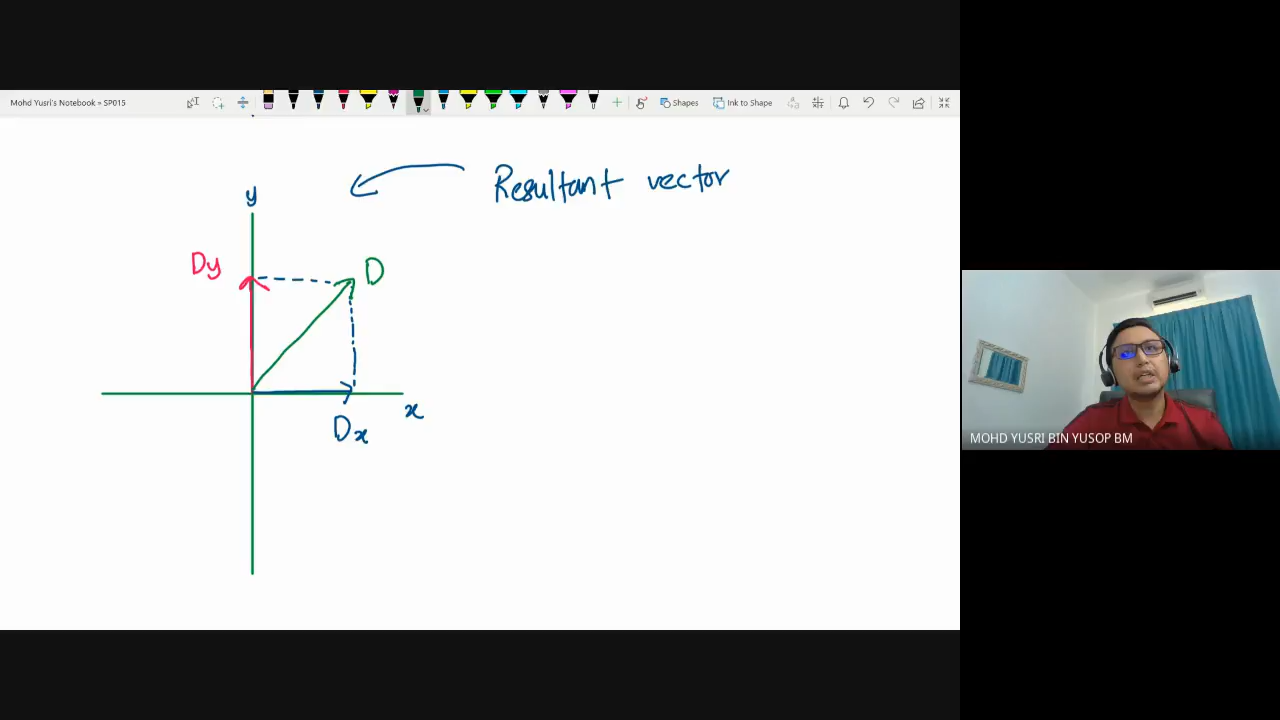 Mohd Yusri's Notebook » SP015
Shapes
Ink to Shape
Resultant vector
y
Dy
D
x
Dx
MOHD YUSRI BIN YUSOP BM